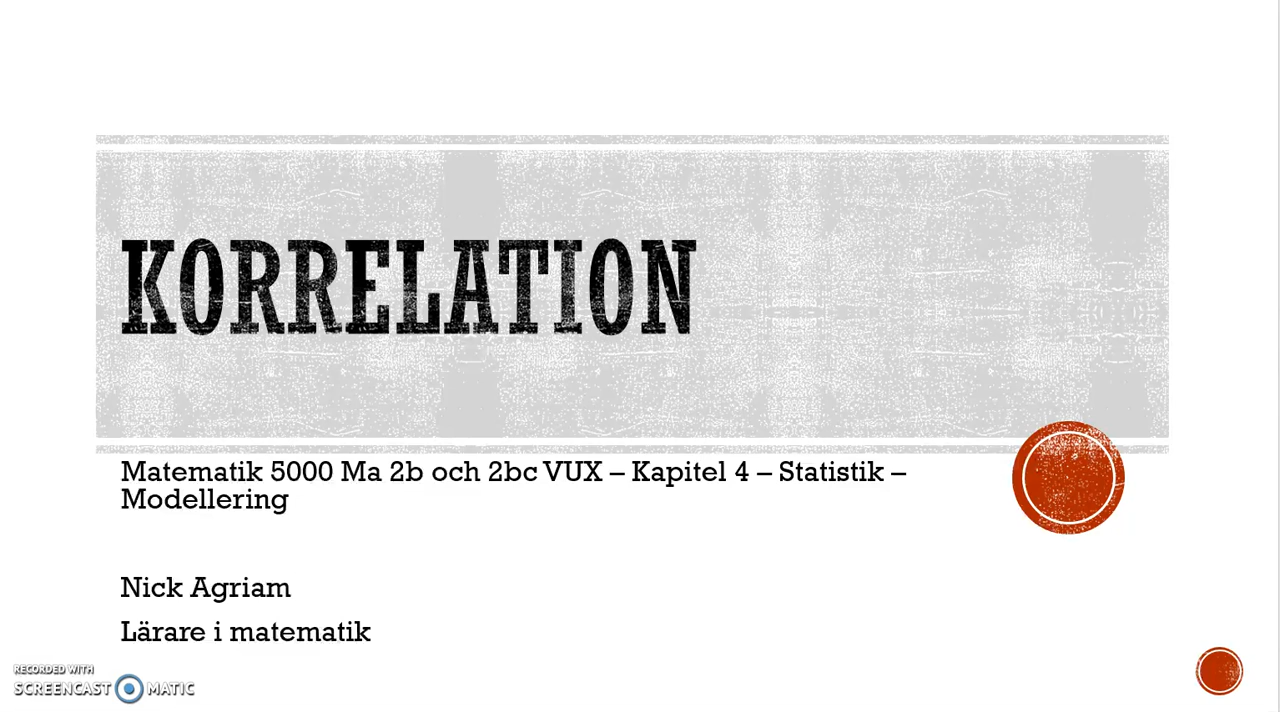 KORRELATION
Matematik 5000 Ma 2b och 2bc VUX – Kapitel 4 – Statistik –
Modellering
Nick Agriam
Lärare i matematik
RECORDED WITH
SCREENCAST MATIC